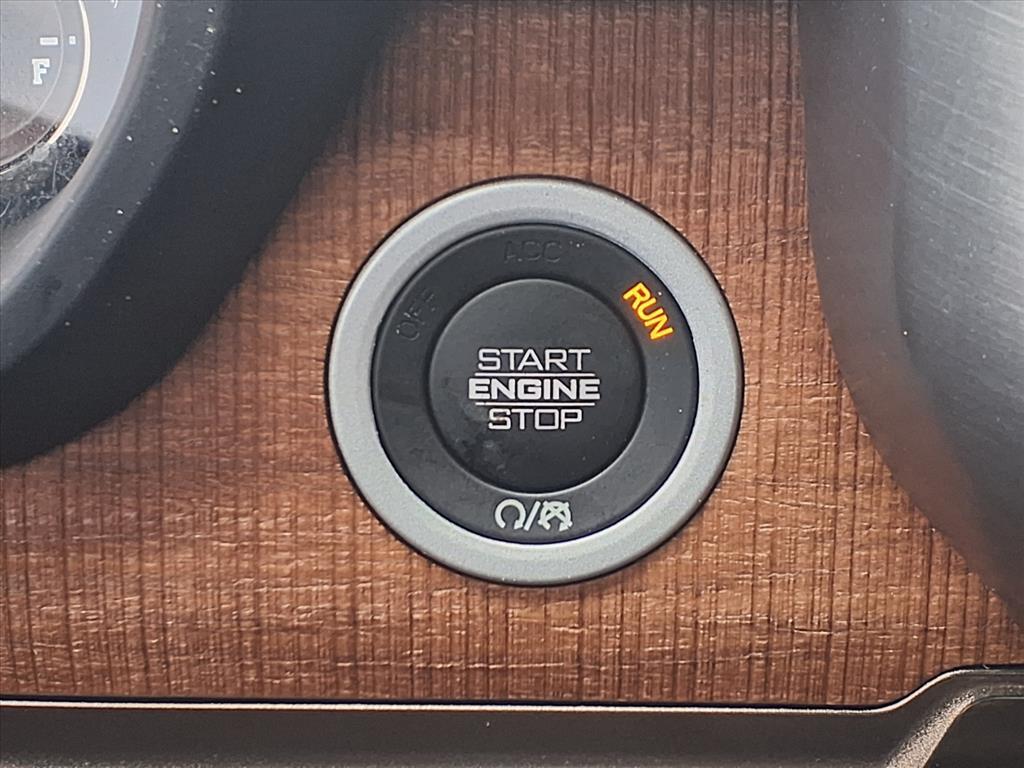 F
ACC
OFF
RUN
START
ENGINE
STOP